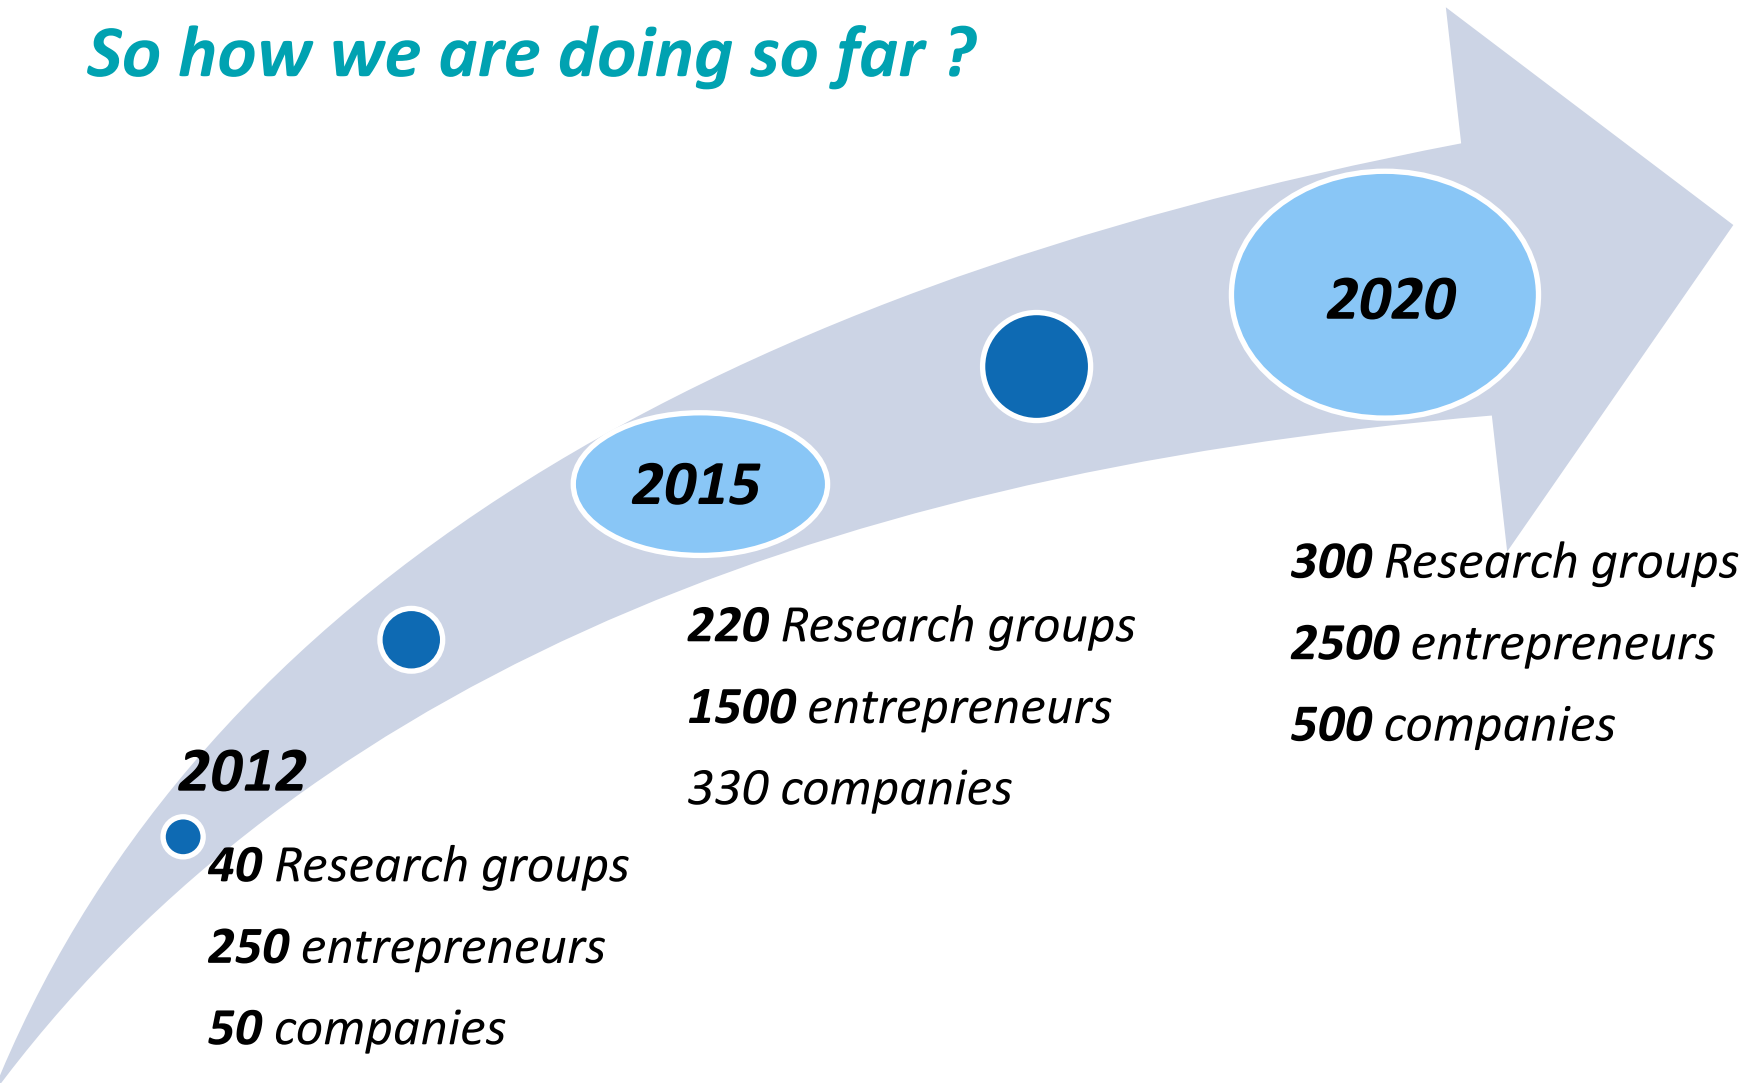 So how we are doing so far ?
2012
40 Research groups
250 entrepreneurs
50 companies
2015
220 Research groups
1500 entrepreneurs
330 companies
2020
300 Research groups
2500 entrepreneurs
500 companies